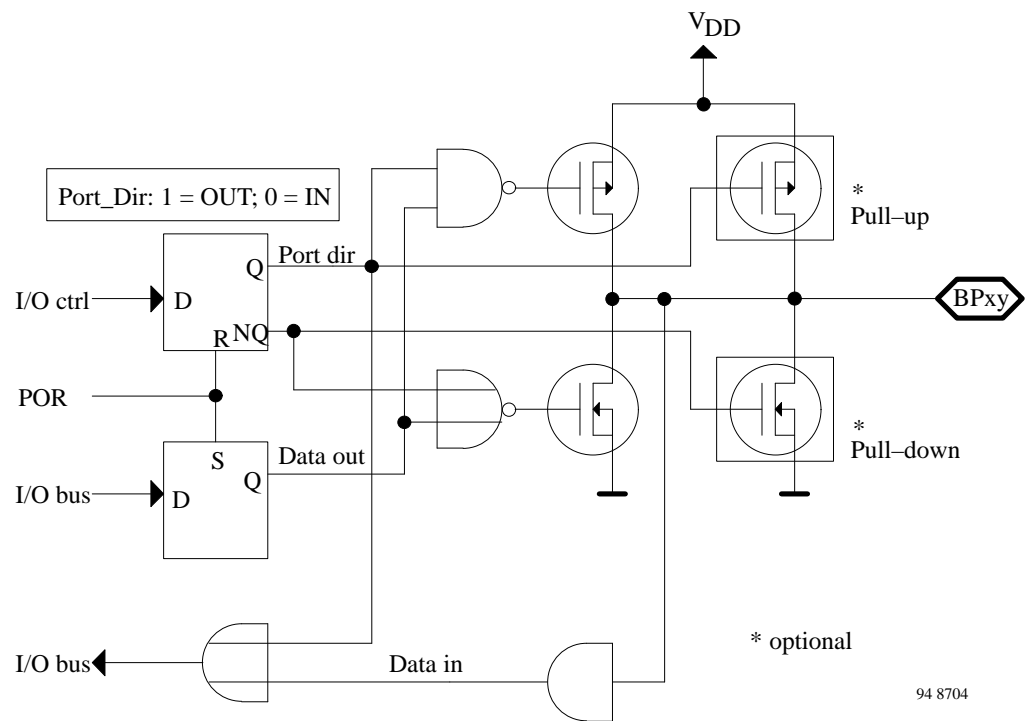 VDD
Port_Dir: 1 = OUT; 0 = IN
*
Pull–up
Q
Port dir
I/O ctrl
D
BPxy
R
NQ
POR
*
Pull–down
S
Data out
Q
I/O bus
D
I/O bus
Data in
* optional
94 8704